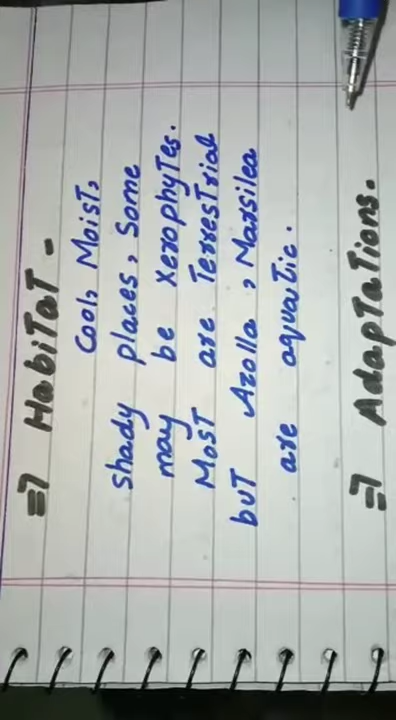 => HabiTaT -
Cool, MoisT,
shady places, Some
may be xerophyTes.
MosT are TerresTrial
buT Azolla, Marsilea
are aquaTic.
=> AdapTaTions.